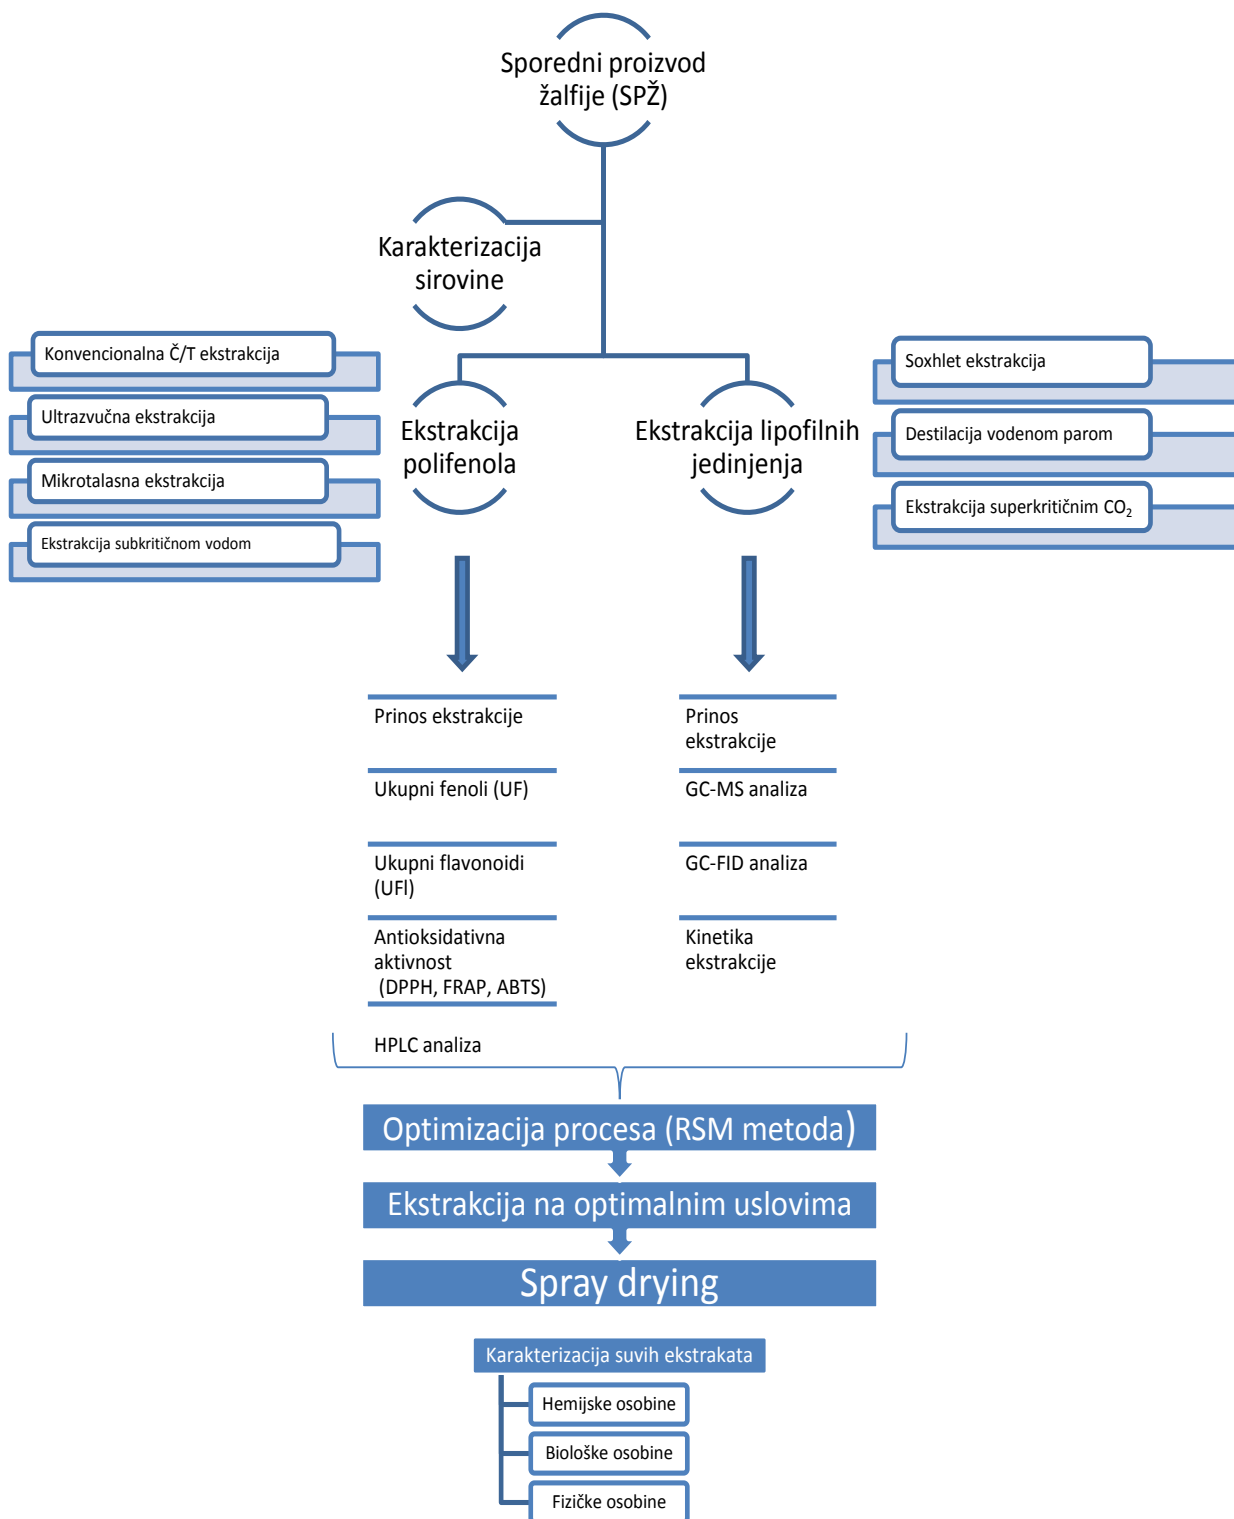 Sporedni proizvod
žalfije (SPŽ)
Karakterizacija
sirovine
Konvencionalna Č/T ekstrakcija
Ultrazvučna ekstrakcija
Mikrotalasna ekstrakcija
Ekstrakcija subkritičnom vodom
Ekstrakcija
polifenola
Ekstrakcija lipofilnih
jedinjenja
Soxhlet ekstrakcija
Destilacija vodenom parom
Ekstrakcija superkritičnim CO₂
Prinos ekstrakcije
Ukupni fenoli (UF)
Ukupni flavonoidi
(UFl)
Antioksidativna
aktivnost
(DPPH, FRAP, ABTS)
HPLC analiza
Prinos
ekstrakcije
GC-MS analiza
GC-FID analiza
Kinetika
ekstrakcije
Optimizacija procesa (RSM metoda)
Ekstrakcija na optimalnim uslovima
Spray drying
Karakterizacija suvih ekstrakata
Hemijske osobine
Biološke osobine
Fizičke osobine